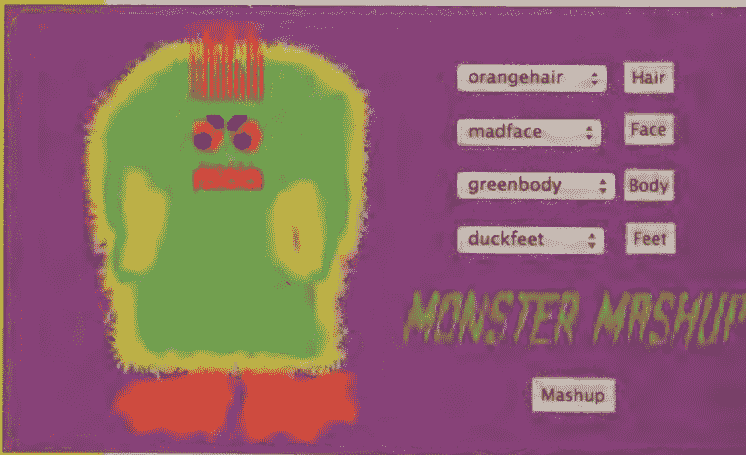 orangehair Hair
madface Face
greenbody Body
duckfeet Feet
MONSTER MASHUP
Mashup